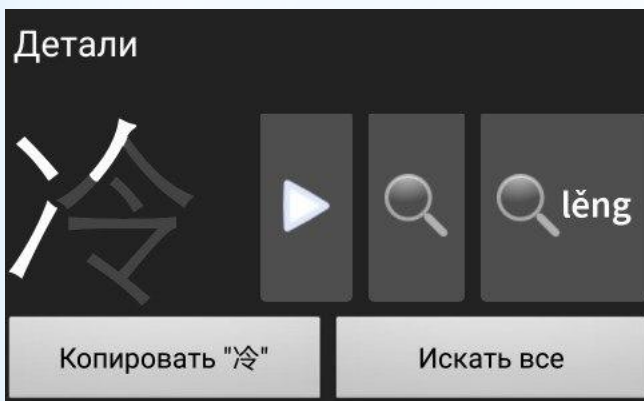 Детали
冷
lěng
Копировать "冷"
Искать все